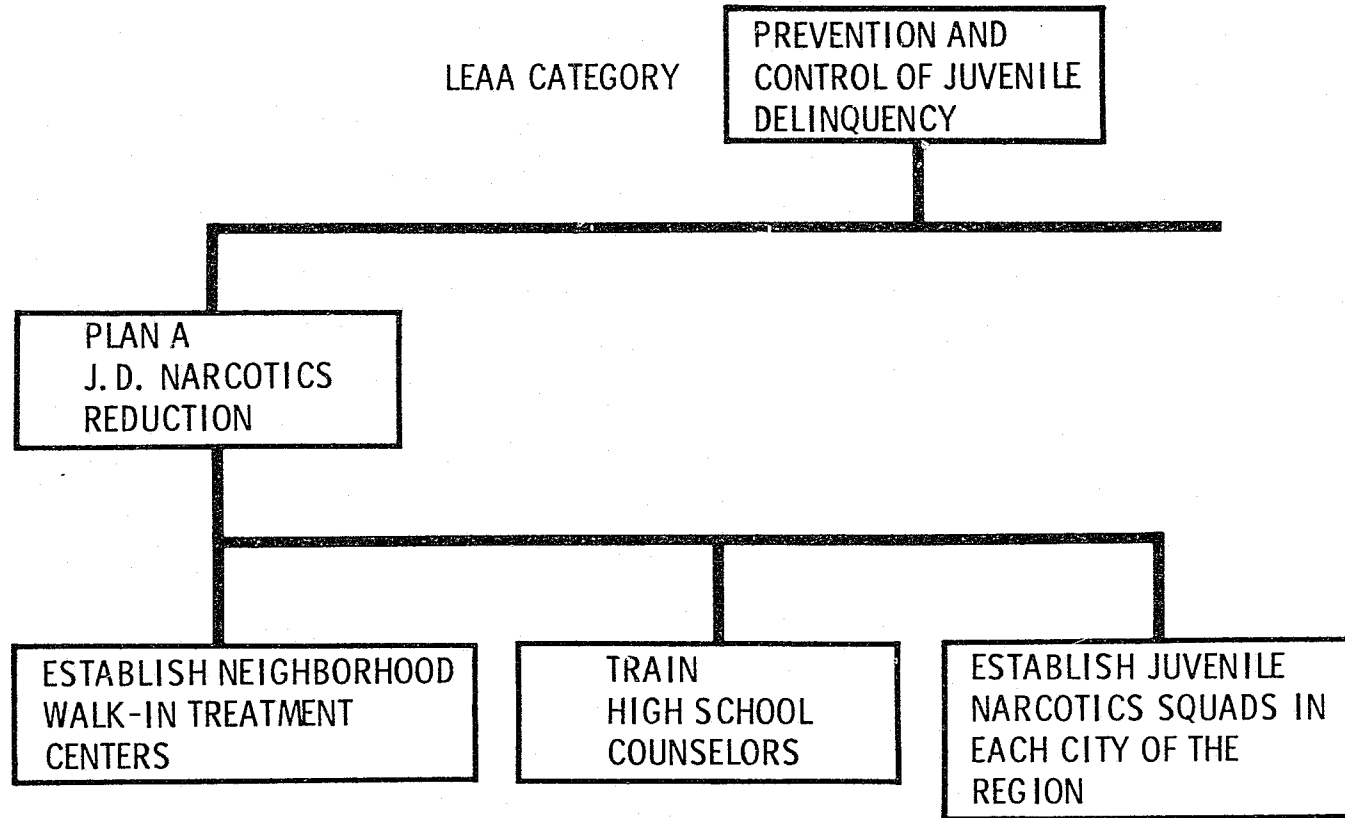 PREVENTION AND
CONTROL OF JUVENILE
DELINQUENCY
LEAA CATEGORY
PLAN A
J. D. NARCOTICS
REDUCTION
ESTABLISH NEIGHBORHOOD
WALK-IN TREATMENT
CENTERS
TRAIN
HIGH SCHOOL
COUNSELORS
ESTABLISH JUVENILE
NARCOTICS SQUADS IN
EACH CITY OF THE
REGION